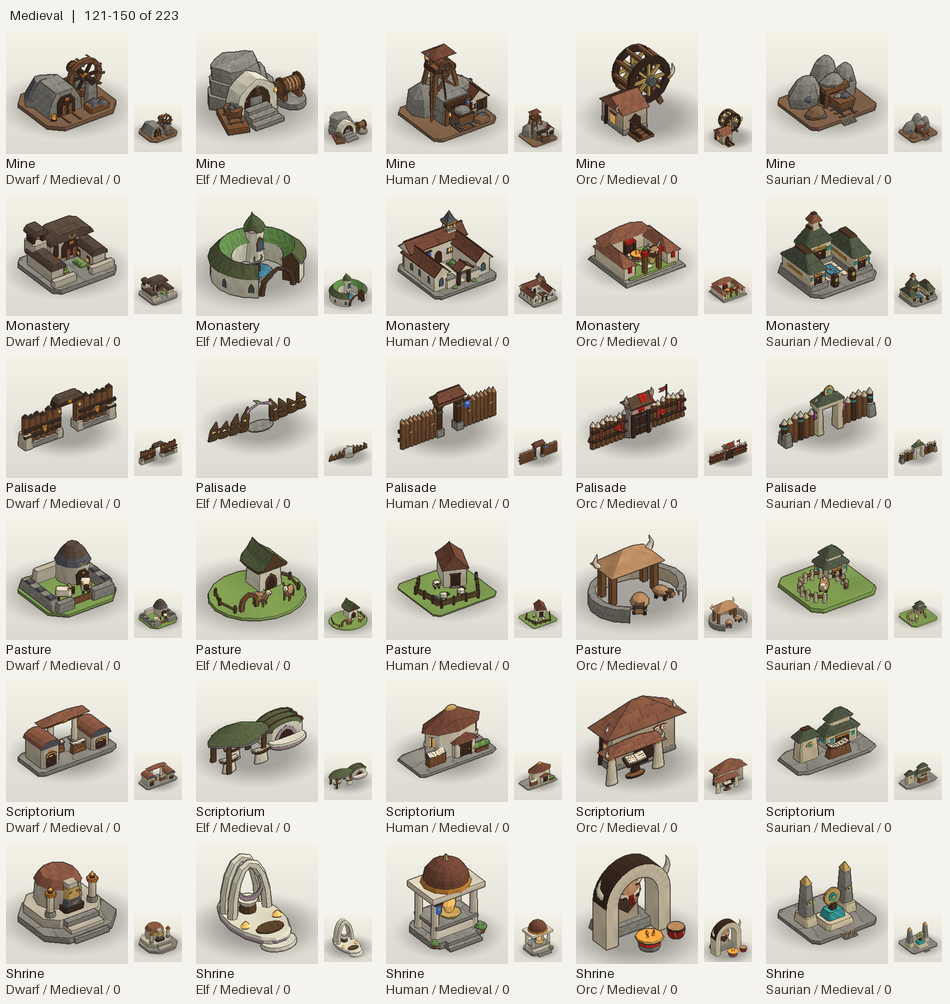 Medieval | 121-150 of 223
Mine Mine Mine Mine Mine
Dwarf / Medieval / 0 Elf / Medieval / 0 Human / Medieval / 0 Orc / Medieval / 0 Saurian / Medieval / 0
Monastery Monastery Monastery Monastery Monastery
Dwarf / Medieval / 0 Elf / Medieval / 0 Human / Medieval / 0 Orc / Medieval / 0 Saurian / Medieval / 0
Palisade Palisade Palisade Palisade Palisade
Dwarf / Medieval / 0 Elf / Medieval / 0 Human / Medieval / 0 Orc / Medieval / 0 Saurian / Medieval / 0
Pasture Pasture Pasture Pasture Pasture
Dwarf / Medieval / 0 Elf / Medieval / 0 Human / Medieval / 0 Orc / Medieval / 0 Saurian / Medieval / 0
Scriptorium Scriptorium Scriptorium Scriptorium Scriptorium
Dwarf / Medieval / 0 Elf / Medieval / 0 Human / Medieval / 0 Orc / Medieval / 0 Saurian / Medieval / 0
Shrine Shrine Shrine Shrine Shrine
Dwarf / Medieval / 0 Elf / Medieval / 0 Human / Medieval / 0 Orc / Medieval / 0 Saurian / Medieval / 0